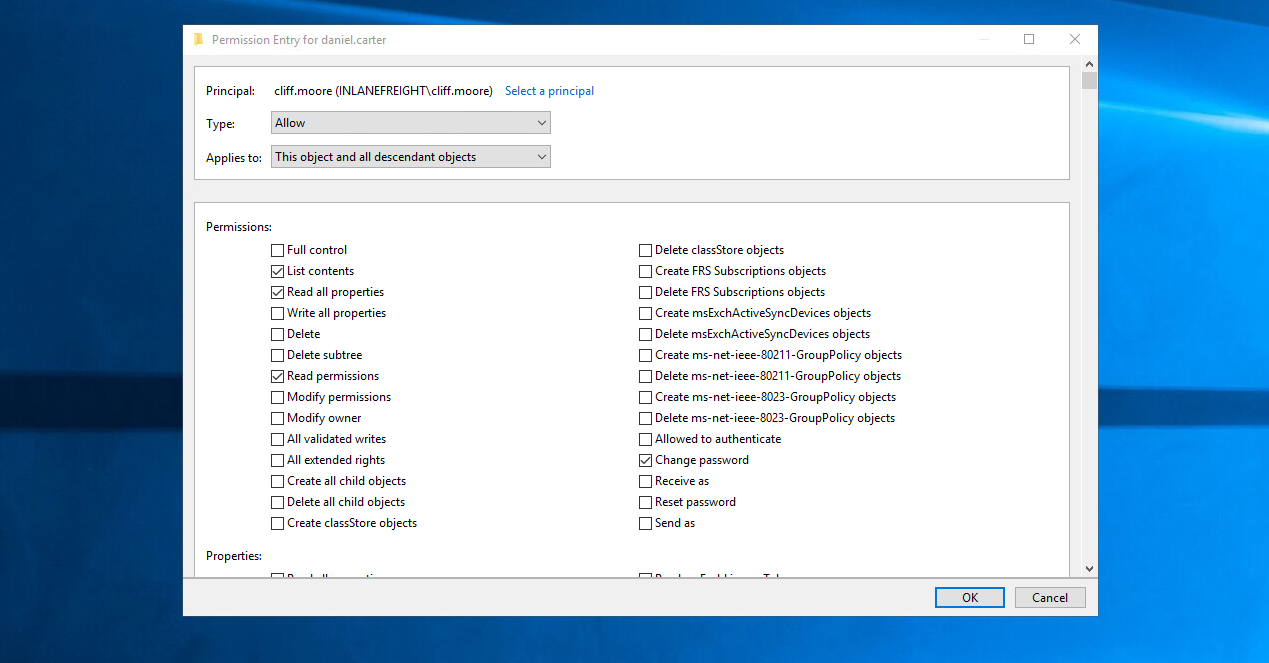 Permission Entry for daniel.carter
Principal: cliff.moore (INLANEFREIGHT\cliff.moore) Select a principal
Type: Allow
Applies to: This object and all descendant objects
Permissions:
Full control
List contents
Read all properties
Write all properties
Delete
Delete subtree
Read permissions
Modify permissions
Modify owner
All validated writes
All extended rights
Create all child objects
Delete all child objects
Create classStore objects
Delete classStore objects
Create FRS Subscriptions objects
Delete FRS Subscriptions objects
Create msExchActiveSyncDevices objects
Delete msExchActiveSyncDevices objects
Create ms-net-ieee-80211-GroupPolicy objects
Delete ms-net-ieee-80211-GroupPolicy objects
Create ms-net-ieee-8023-GroupPolicy objects
Delete ms-net-ieee-8023-GroupPolicy objects
Allowed to authenticate
Change password
Receive as
Reset password
Send as
Properties:
OK Cancel